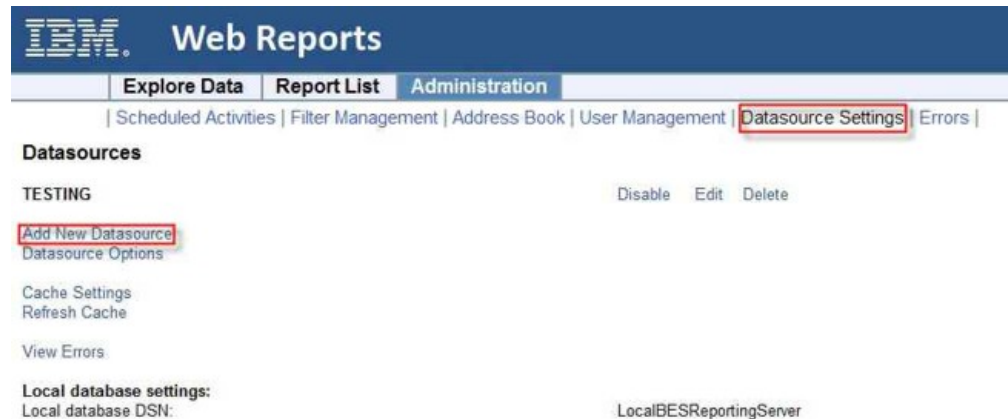 IBM. Web Reports
Explore Data | Report List | Administration
| Scheduled Activities | Filter Management | Address Book | User Management | Datasource Settings | Errors |
Datasources
TESTING Disable Edit Delete
Add New Datasource
Datasource Options
Cache Settings
Refresh Cache
View Errors
Local database settings:
Local database DSN: LocalBESReportingServer